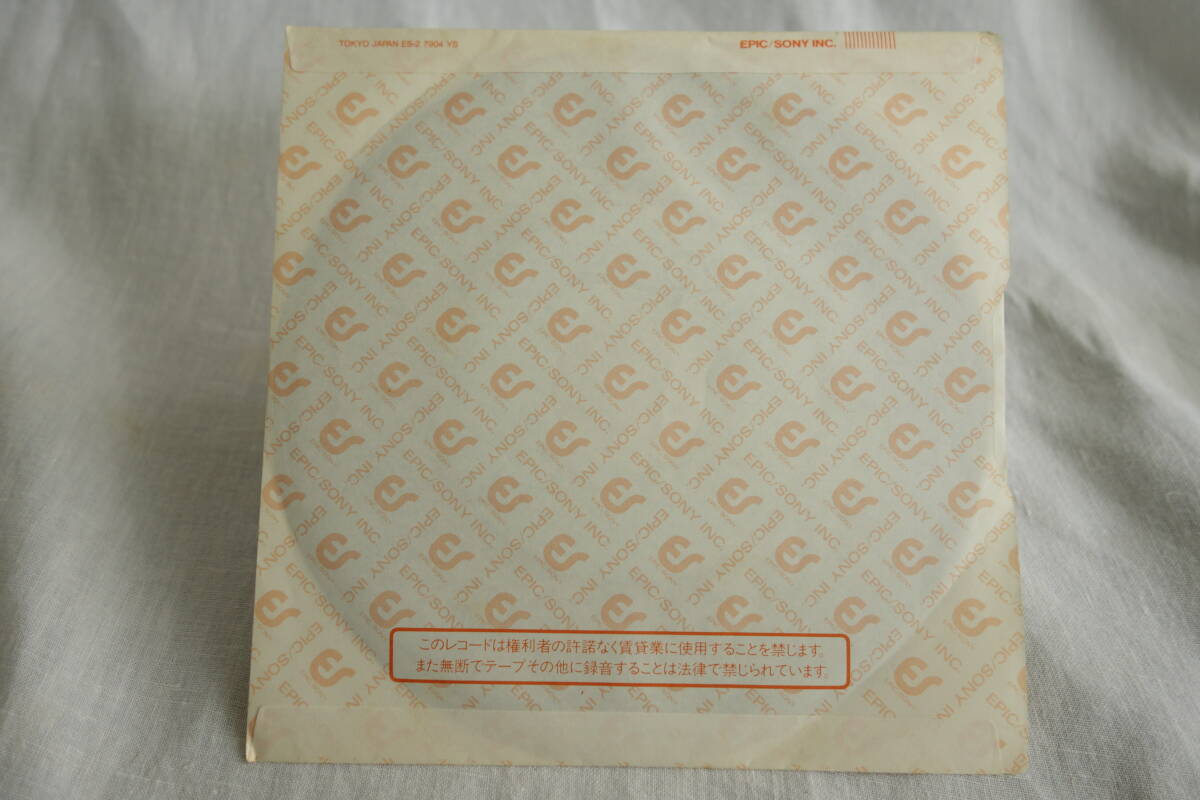 TOKYO JAPAN ES-2 7904 YS
EPIC/SONY INC.
EPIC/SONY INC.
このレコードは権利者の許諾なく賃貸業に使用することを禁じます。
また無断でテープその他に録音することは法律で禁じられています。